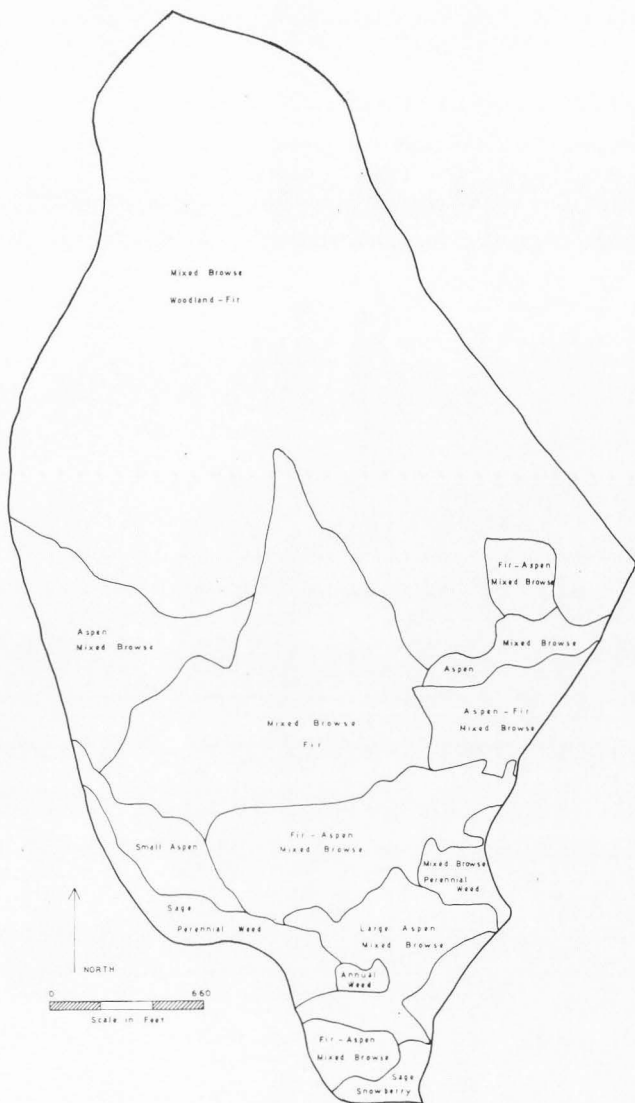 Mixed Browse
Woodland-Fir
Fir-Aspen
Mixed Browse
Aspen
Mixed Browse
Mixed Browse
Aspen
Aspen-Fir
Mixed Browse
Mixed Browse
Fir
Fir-Aspen
Mixed Browse
Small Aspen
Mixed Browse
Perennial
Weed
Sage
Perennial Weed
Large Aspen
Mixed Browse
NORTH
Annual
Weed
0 660
Scale in Feet
Fir-Aspen
Mixed Browse
Sage
Snowberry